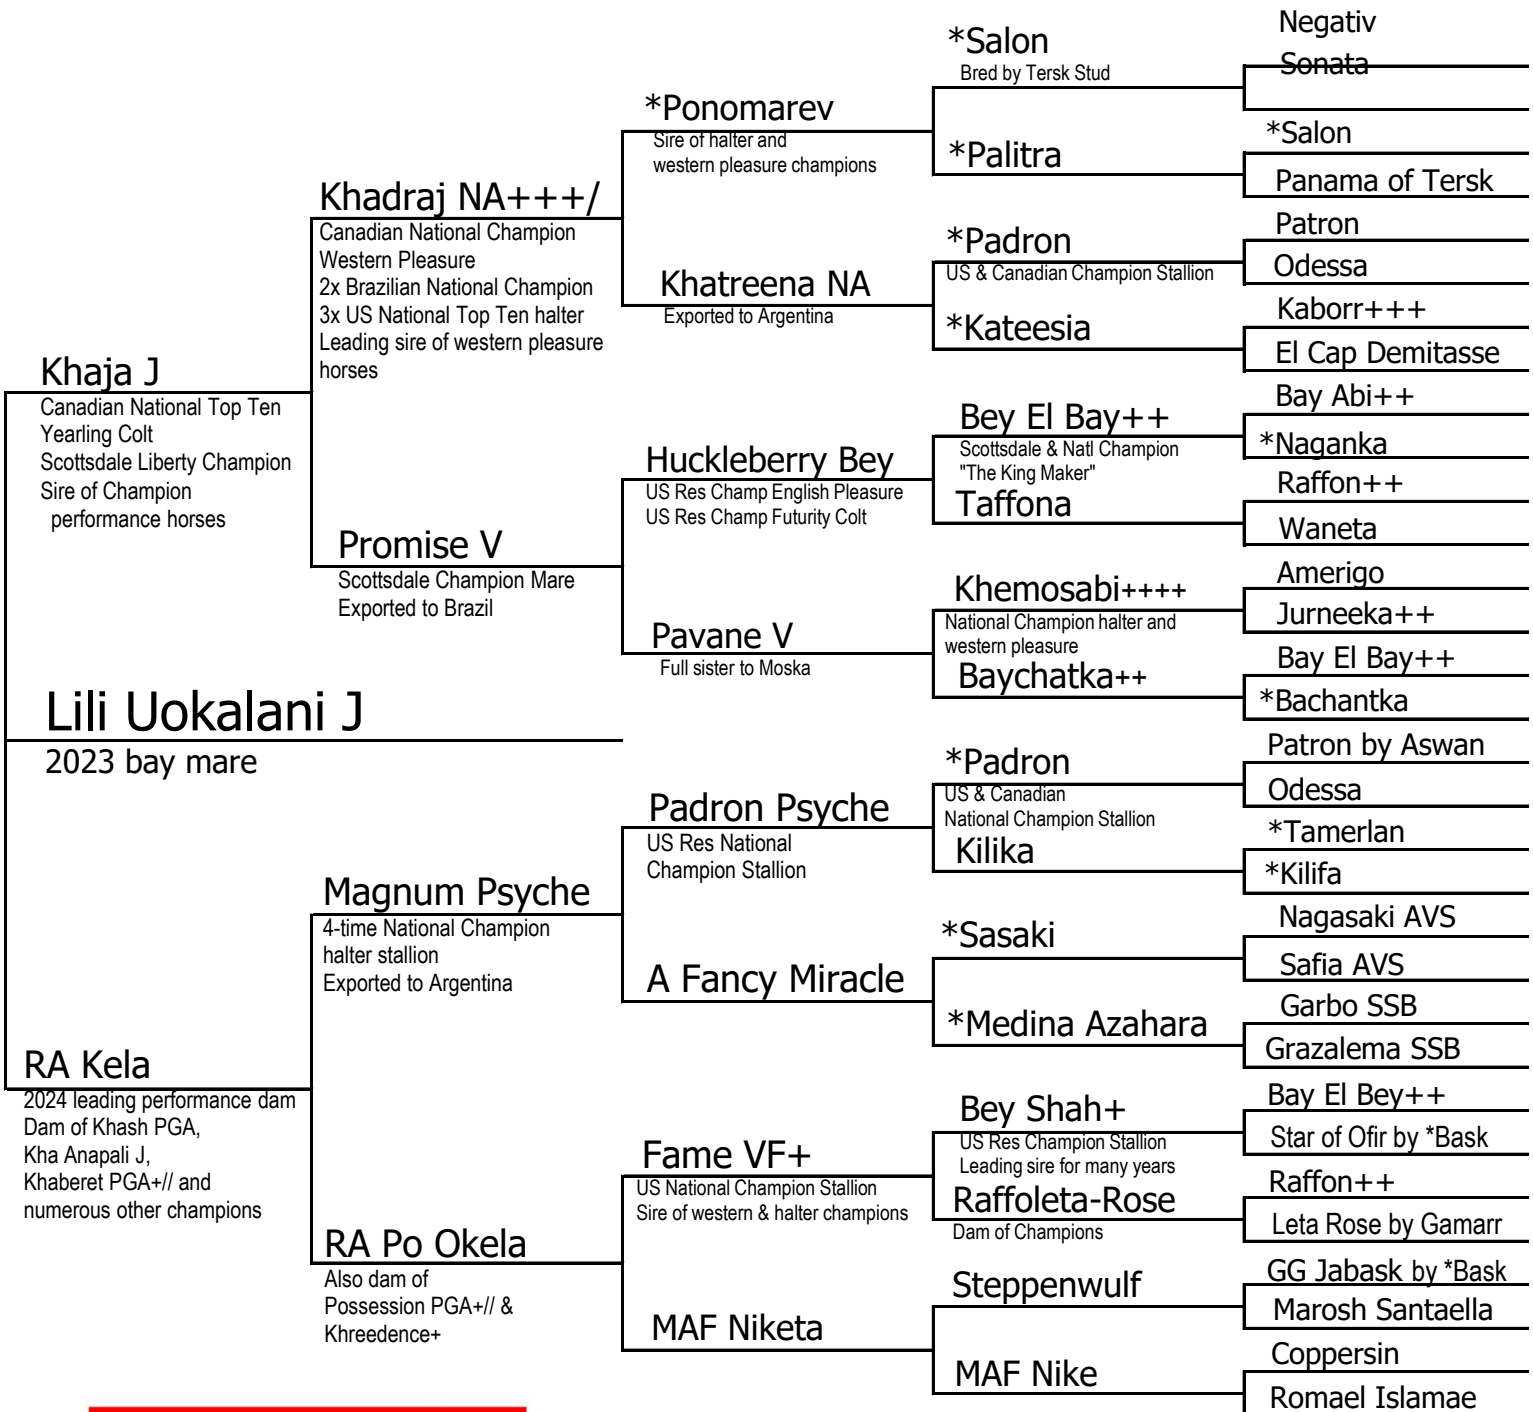 Khaja J
Canadian National Top Ten
Yearling Colt
Scottsdale Liberty Champion
Sire of Champion
performance horses
Lili Uokalani J
2023 bay mare
RA Kela
2024 leading performance dam
Dam of Khash PGA,
Kha Anapali J,
Khaberet PGA+// and
numerous other champions
Khadraj NA+++/
Canadian National Champion
Western Pleasure
2x Brazilian National Champion
3x US National Top Ten halter
Leading sire of western pleasure
horses
Promise V
Scottsdale Champion Mare
Exported to Brazil
Magnum Psyche
4-time National Champion
halter stallion
Exported to Argentina
RA Po Okela
Also dam of
Possession PGA+// &
Khreedence+
*Ponomarev
Sire of halter and
western pleasure champions
Khatreena NA
Exported to Argentina
Huckleberry Bey
US Res Champ English Pleasure
US Res Champ Futurity Colt
Pavane V
Full sister to Moska
Padron Psyche
US Res National
Champion Stallion
A Fancy Miracle
Fame VF+
US National Champion Stallion
Sire of western & halter champions
MAF Niketa
*Salon
Bred by Tersk Stud
*Palitra
*Padron
US & Canadian Champion Stallion
*Kateesia
Bey El Bay++
Scottsdale & Natl Champion
"The King Maker"
Taffona
Khemosabi++++
National Champion halter and
western pleasure
Baychatka++
*Padron
US & Canadian
National Champion Stallion
Kilika
*Sasaki
*Medina Azahara
Bey Shah+
US Res Champion Stallion
Leading sire for many years
Raffoleta-Rose
Dam of Champions
Steppenwulf
MAF Nike
Negativ
Sonata
*Salon
Panama of Tersk
Patron
Odessa
Kaborr+++
El Cap Demitasse
Bay Abi++
*Naganka
Raffon++
Waneta
Amerigo
Jurneeka++
Bay El Bay++
*Bachantka
Patron by Aswan
Odessa
*Tamerlan
*Kilifa
Nagasaki AVS
Safia AVS
Garbo SSB
Grazalema SSB
Bay El Bey++
Star of Ofir by *Bask
Raffon++
Leta Rose by Gamarr
GG Jabask by *Bask
Marosh Santaella
Coppersin
Romael Islamae